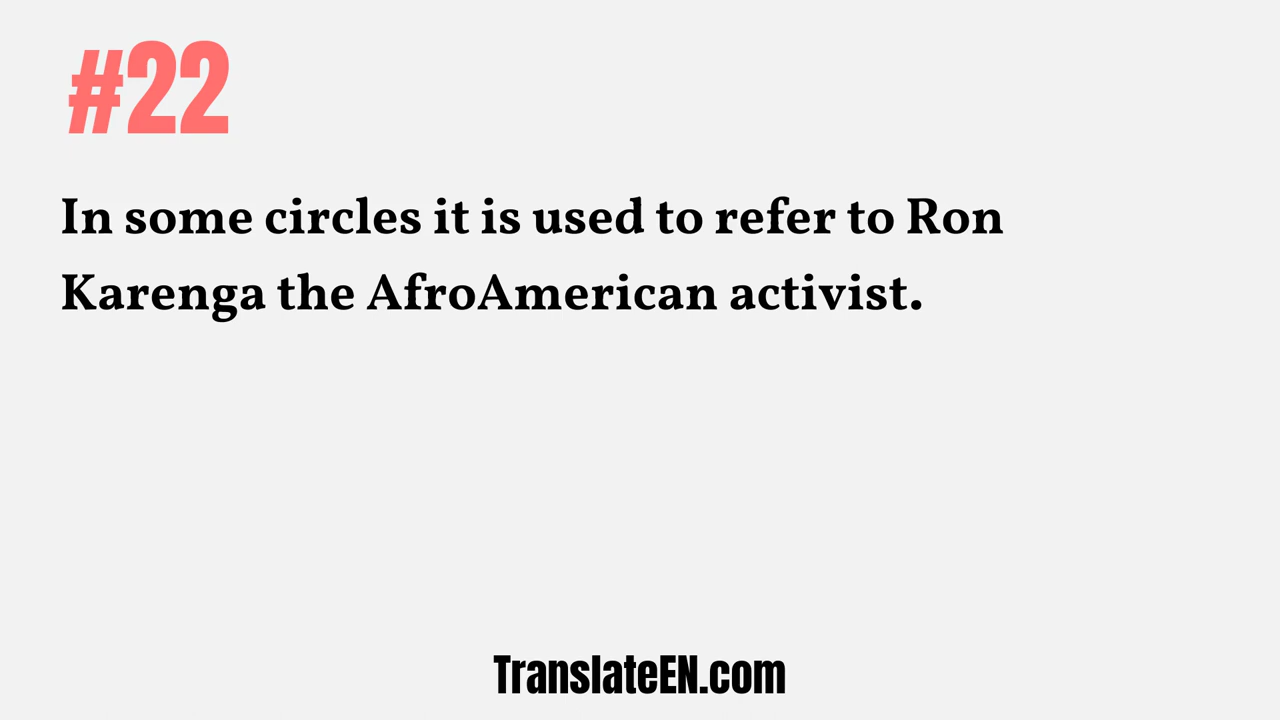 #22
In some circles it is used to refer to Ron
Karenga the AfroAmerican activist.
TranslateEN.com